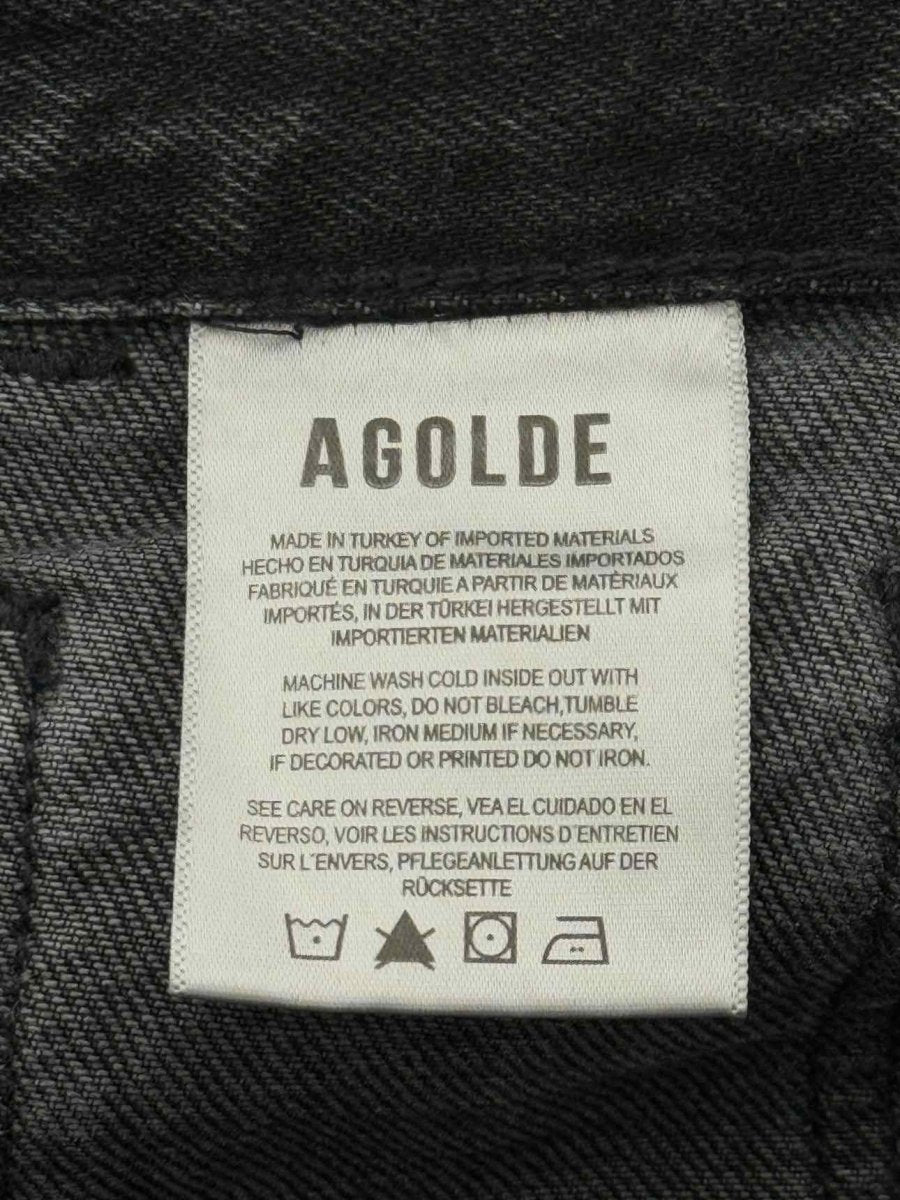 AGOLDE
MADE IN TURKEY OF IMPORTED MATERIALS
HECHO EN TURQUIA DE MATERIALES IMPORTADOS
FABRIQUÉ EN TURQUIE A PARTIR DE MATÉRIAUX
IMPORTÉS, IN DER TÜRKEI HERGESTELLT MIT
IMPORTIERTEN MATERIALIEN
MACHINE WASH COLD INSIDE OUT WITH
LIKE COLORS, DO NOT BLEACH,TUMBLE
DRY LOW, IRON MEDIUM IF NECESSARY,
IF DECORATED OR PRINTED DO NOT IRON.
SEE CARE ON REVERSE, VEA EL CUIDADO EN EL
REVERSO, VOIR LES INSTRUCTIONS D´ENTRETIEN
SUR L´ENVERS, PFLEGEANLETTUNG AUF DER
RÜCKSETTE